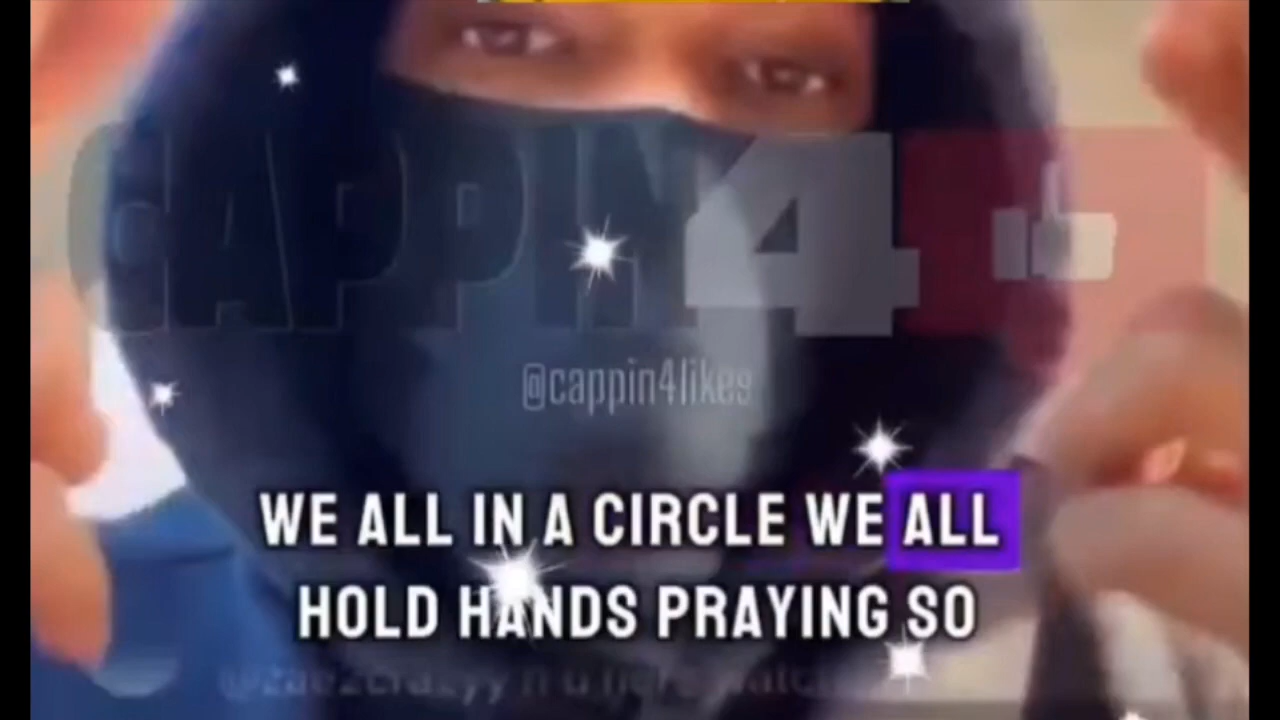 CAPPIN4
@cappin4likes
WE ALL IN A CIRCLE WE ALL
HOLD HANDS PRAYING SO